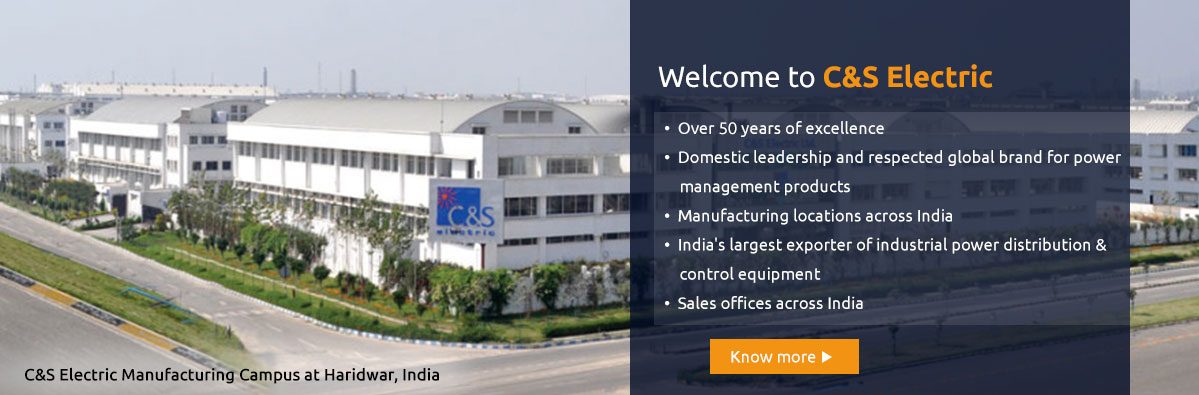 Welcome to C&S Electric
• Over 50 years of excellence
• Domestic leadership and respected global brand for power
management products
• Manufacturing locations across India
• India's largest exporter of industrial power distribution &
control equipment
• Sales offices across India
Know more
C&S
electric
C&S Electric Manufacturing Campus at Haridwar, India